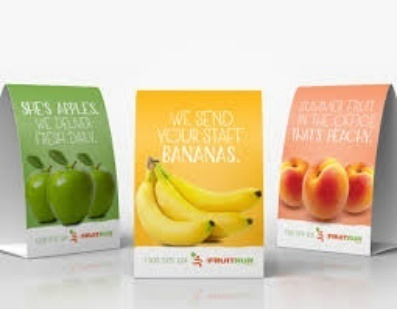 SHE'S APPLES.
WE DELIVER
FRESH, DAILY.
WE SEND
YOUR STAFF
BANANAS.
SUMMER FRUIT
IN THE OFFICE
THAT'S PEACHY.
FRUITHUB
FRUITHUB
FRUITHUB